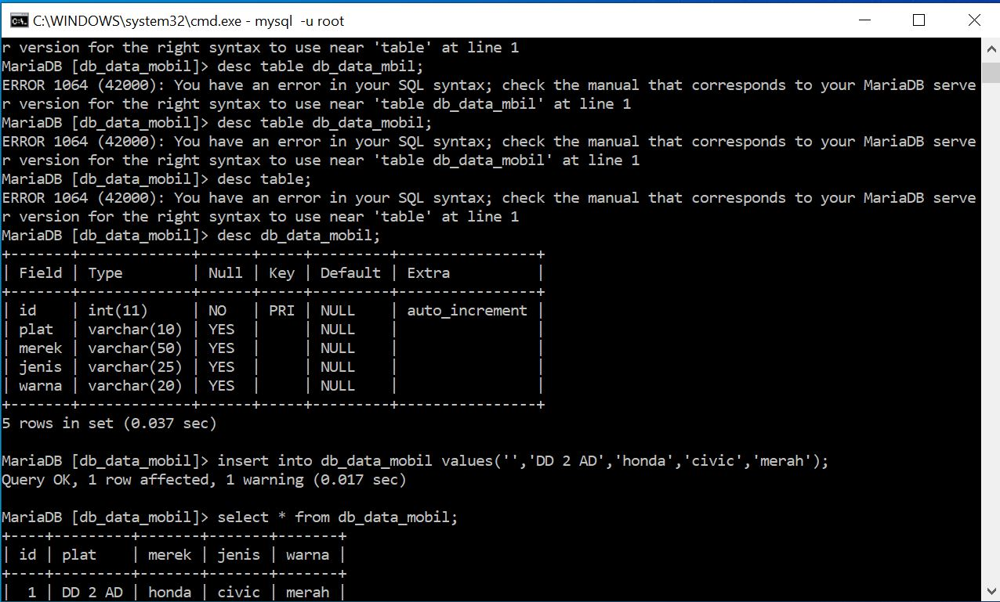 C:\WINDOWS\system32\cmd.exe - mysql  -u root
r version for the right syntax to use near 'table' at line 1
MariaDB [db_data_mobil]> desc table db_data_mbil;
ERROR 1064 (42000): You have an error in your SQL syntax; check the manual that corresponds to your MariaDB serve
r version for the right syntax to use near 'table db_data_mbil' at line 1
MariaDB [db_data_mobil]> desc table db_data_mobil;
ERROR 1064 (42000): You have an error in your SQL syntax; check the manual that corresponds to your MariaDB serve
r version for the right syntax to use near 'table db_data_mobil' at line 1
MariaDB [db_data_mobil]> desc table;
ERROR 1064 (42000): You have an error in your SQL syntax; check the manual that corresponds to your MariaDB serve
r version for the right syntax to use near 'table' at line 1
MariaDB [db_data_mobil]> desc db_data_mobil;
+-------+-------------+------+-----+---------+----------------+
| Field | Type        | Null | Key | Default | Extra          |
+-------+-------------+------+-----+---------+----------------+
| id    | int(11)     | NO   | PRI | NULL    | auto_increment |
| plat  | varchar(10) | YES  |     | NULL    |                |
| merek | varchar(50) | YES  |     | NULL    |                |
| jenis | varchar(25) | YES  |     | NULL    |                |
| warna | varchar(20) | YES  |     | NULL    |                |
+-------+-------------+------+-----+---------+----------------+
5 rows in set (0.037 sec)
MariaDB [db_data_mobil]> insert into db_data_mobil values('','DD 2 AD','honda','civic','merah');
Query OK, 1 row affected, 1 warning (0.017 sec)
MariaDB [db_data_mobil]> select * from db_data_mobil;
+----+---------+-------+-------+-------+
| id | plat    | merek | jenis | warna |
+----+---------+-------+-------+-------+
|  1 | DD 2 AD | honda | civic | merah |